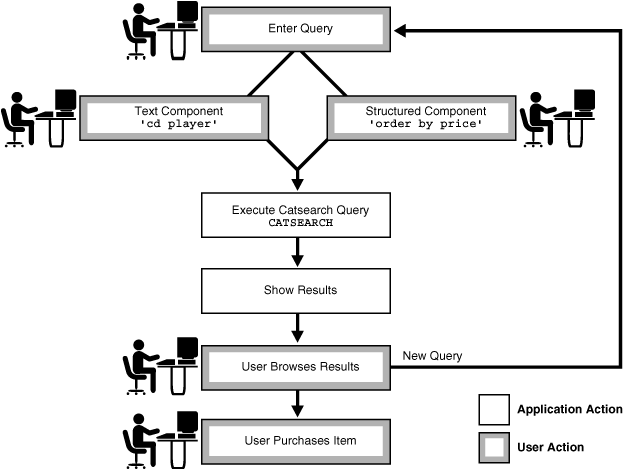 Enter Query
Text Component
'cd player'
Structured Component
'order by price'
Execute Catsearch Query
CATSEARCH
Show Results
User Browses Results
New Query
User Purchases Item
Application Action
User Action